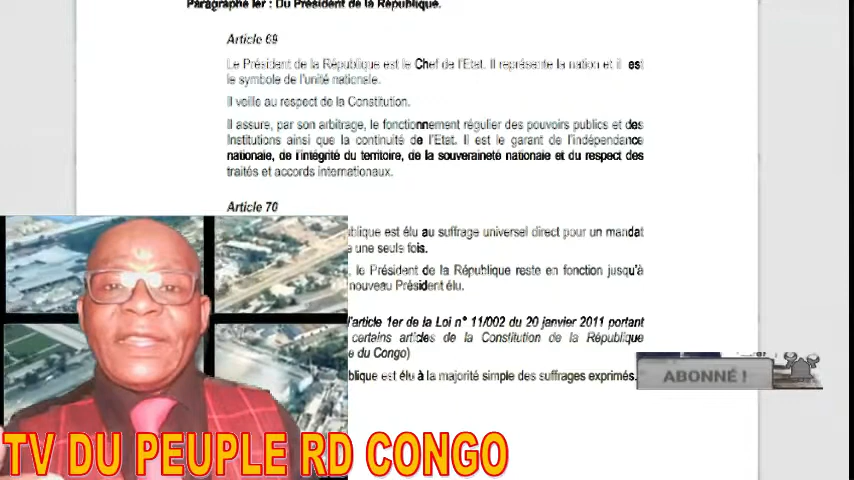 Paragraphe Ier : Du Président de la République.
Article 69
Le Président de la République est le Chef de l'Etat. Il représente la nation et il est
le symbole de l'unité nationale.
Il veille au respect de la Constitution.
Il assure, par son arbitrage, le fonctionnement régulier des pouvoirs publics et des
Institutions ainsi que la continuité de l'Etat. Il est le garant de l'indépendance
nationale, de l'intégrité du territoire, de la souveraineté nationale et du respect des
traités et accords internationaux.
Article 70
blique est élu au suffrage universel direct pour un mandat
une seule fois.
, le Président de la République reste en fonction jusqu'à
nouveau Président élu.
l'article 1er de la Loi n° 11/002 du 20 janvier 2011 portant
certains articles de la Constitution de la République
du Congo)
blique est élu à la majorité simple des suffrages exprimés.
ABONNÉ !
TV DU PEUPLE RD CONGO